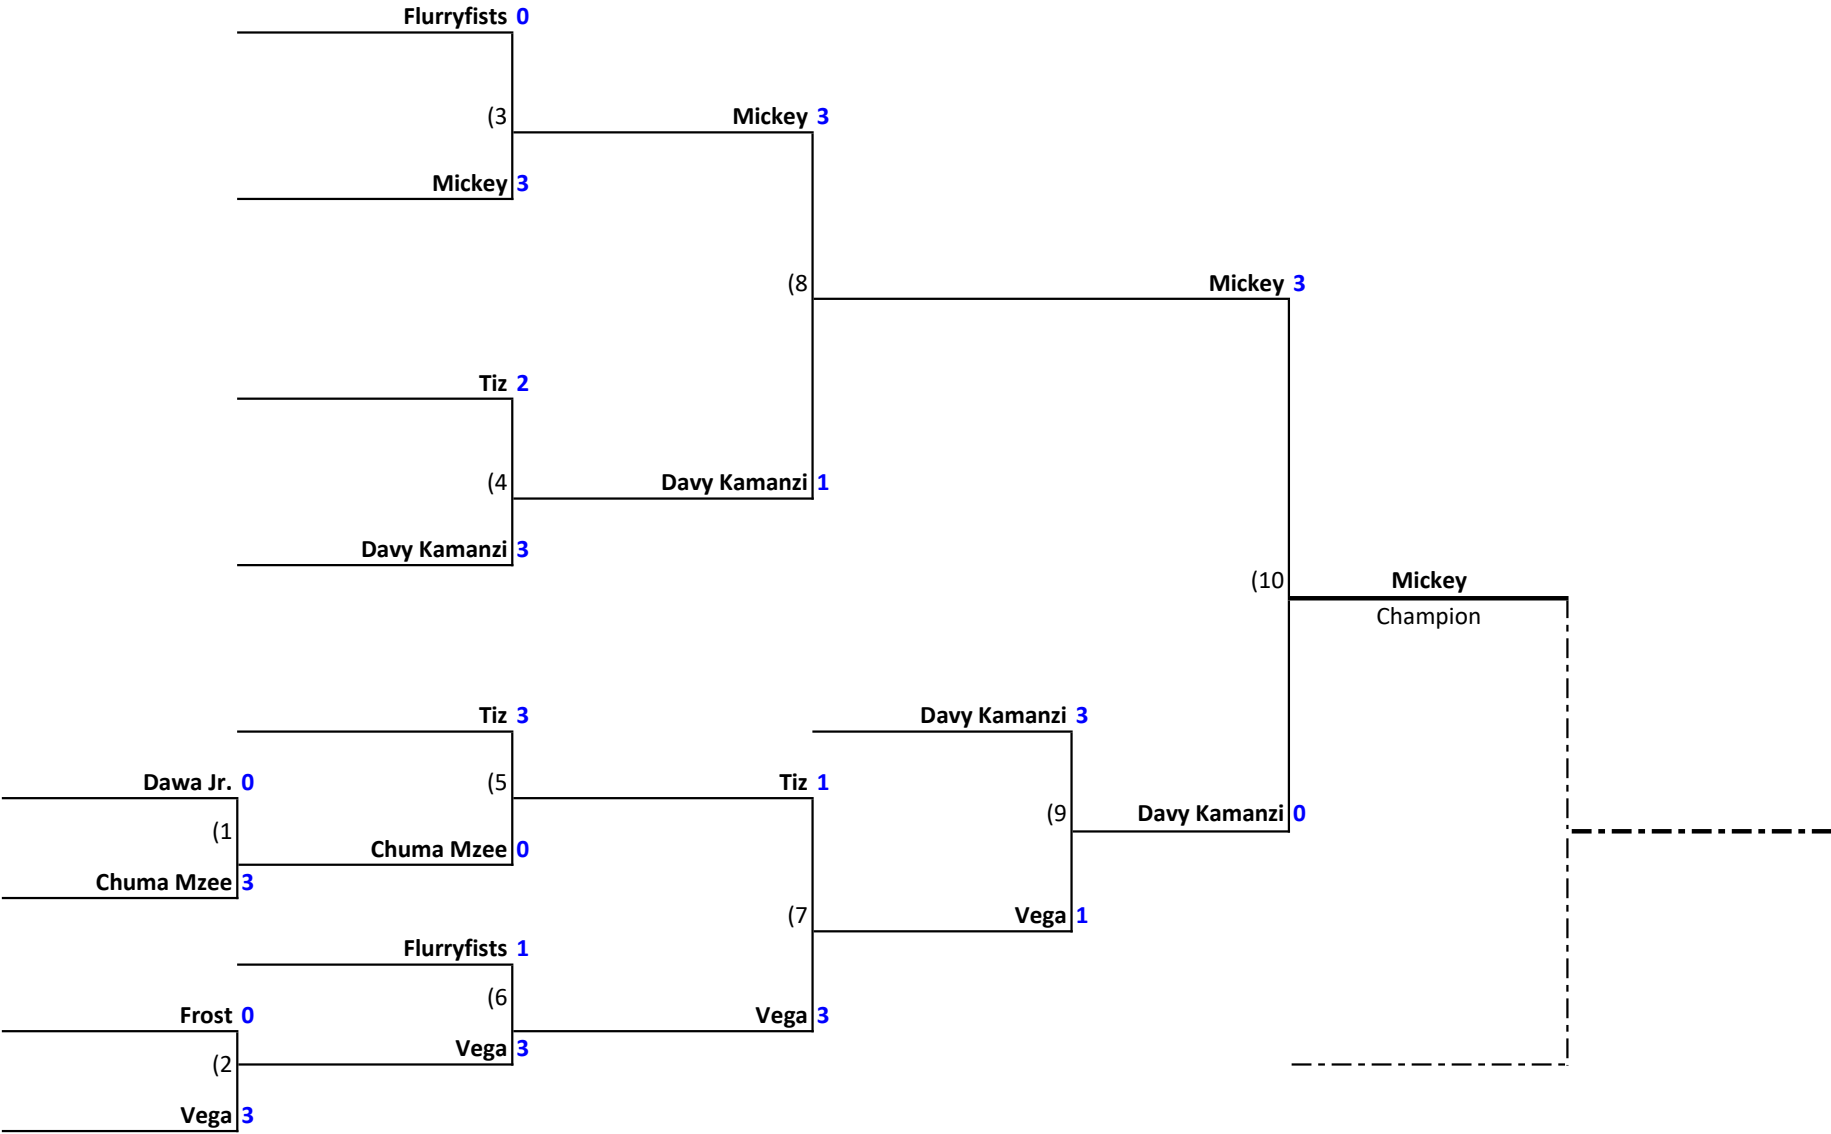 Flurryfists 0
(3
Mickey 3
Mickey 3
(8
Mickey 3
Tiz 2
(4
Davy Kamanzi 1
Davy Kamanzi 3
(10
Mickey
Champion
Tiz 3
Davy Kamanzi 3
Dawa Jr. 0
(5
Tiz 1
(9
Davy Kamanzi 0
(1
Chuma Mzee 0
Chuma Mzee 3
(7
Vega 1
Flurryfists 1
(6
Frost 0
Vega 3
Vega 3
(2
Vega 3